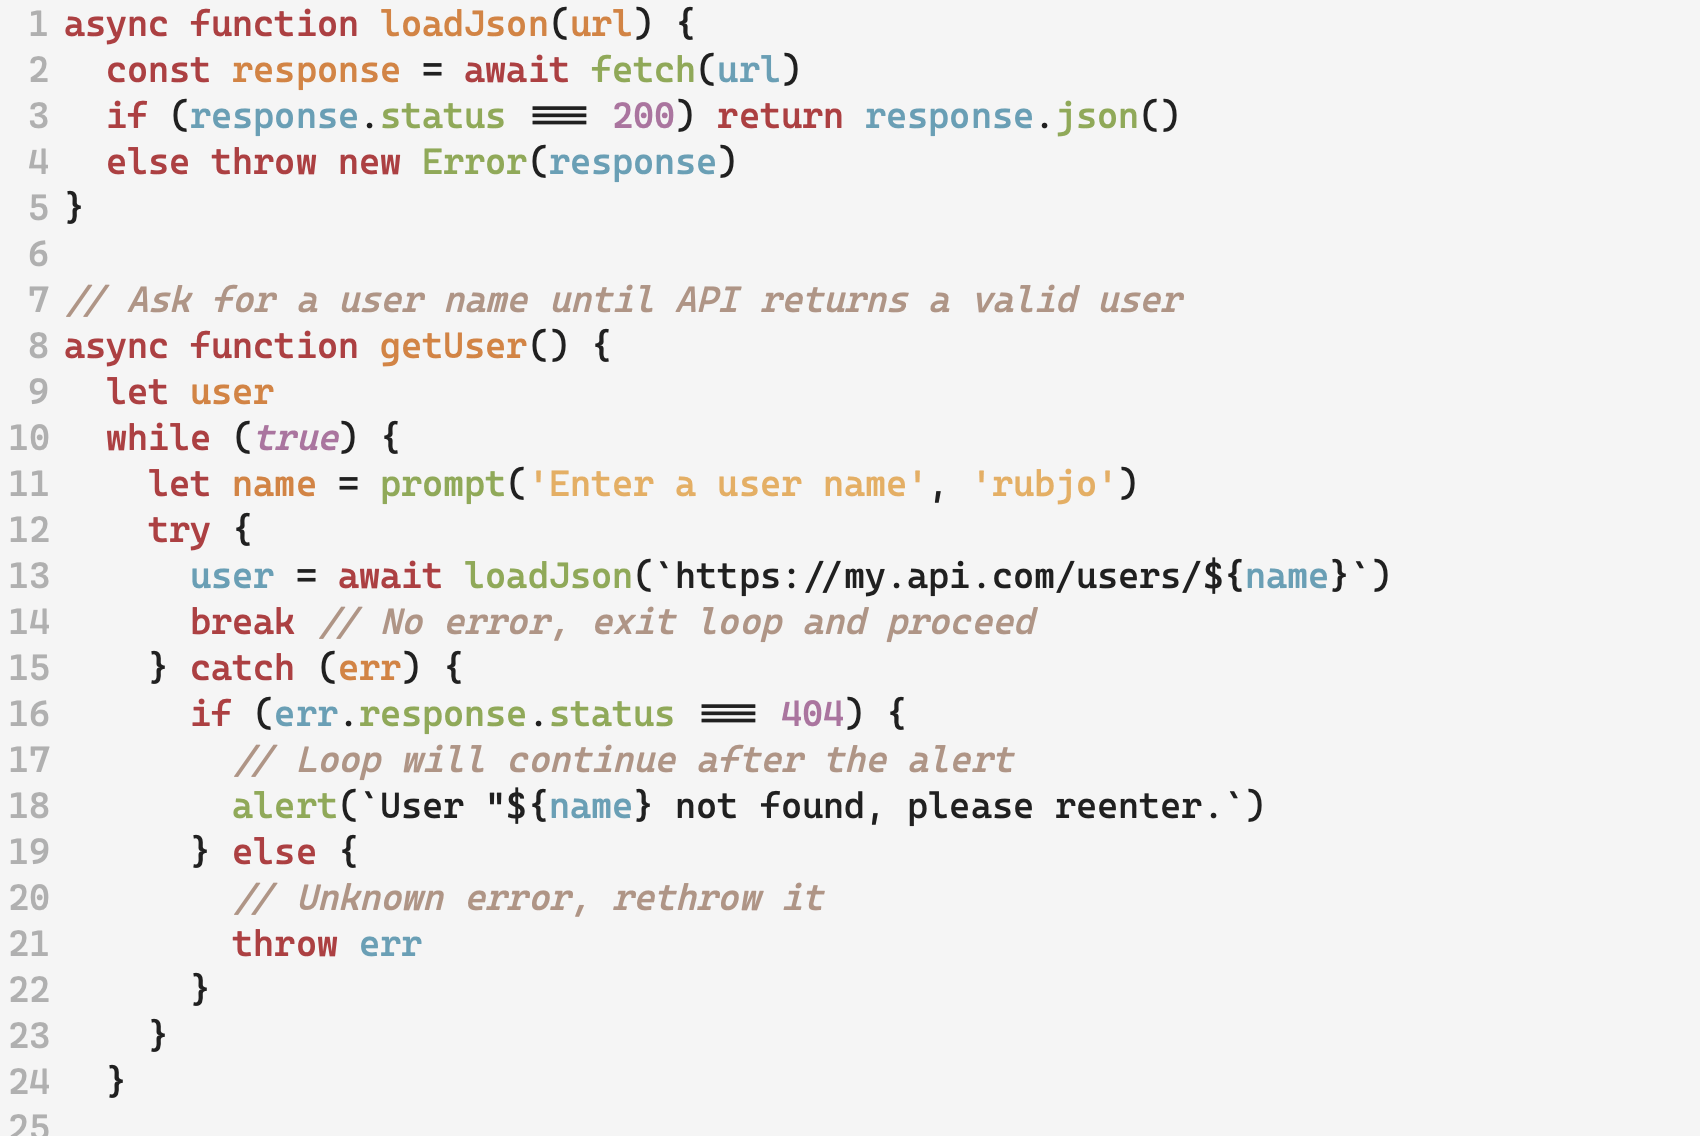 1 async function loadJson(url) {
2   const response = await fetch(url)
3   if (response.status === 200) return response.json()
4   else throw new Error(response)
5 }
6
7 // Ask for a user name until API returns a valid user
8 async function getUser() {
9   let user
10   while (true) {
11     let name = prompt('Enter a user name', 'rubjo')
12     try {
13       user = await loadJson(`https://my.api.com/users/${name}`)
14       break // No error, exit loop and proceed
15     } catch (err) {
16       if (err.response.status === 404) {
17         // Loop will continue after the alert
18         alert(`User "${name} not found, please reenter.`)
19       } else {
20         // Unknown error, rethrow it
21         throw err
22       }
23     }
24   }
25